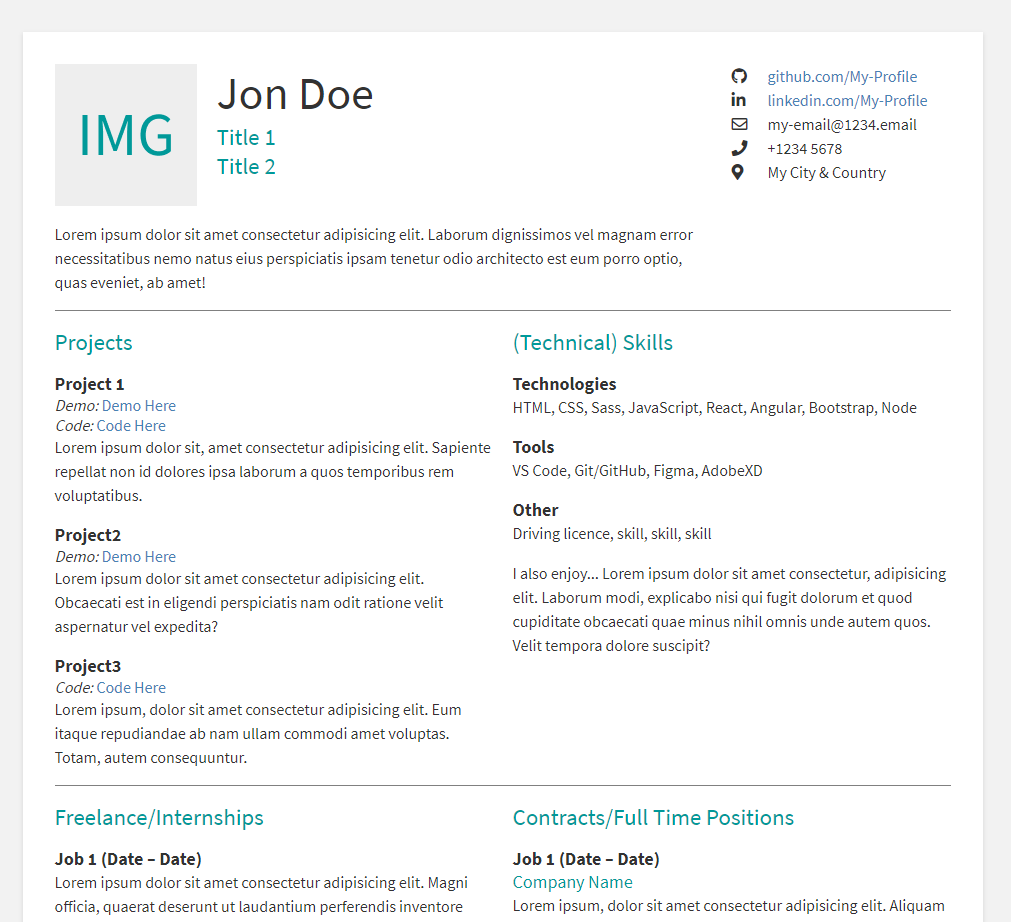 IMG
Jon Doe
Title 1
Title 2
github.com/My-Profile
linkedin.com/My-Profile
my-email@1234.email
+1234 5678
My City & Country
Lorem ipsum dolor sit amet consectetur adipisicing elit. Laborum dignissimos vel magnam error
necessitatibus nemo natus eius perspiciatis ipsam tenetur odio architecto est eum porro optio,
quas eveniet, ab amet!
Projects
Project 1
Demo: Demo Here
Code: Code Here
Lorem ipsum dolor sit, amet consectetur adipisicing elit. Sapiente
repellat non id dolores ipsa laborum a quos temporibus rem
voluptatibus.
Project2
Demo: Demo Here
Lorem ipsum dolor sit amet consectetur adipisicing elit.
Obcaecati est in eligendi perspiciatis nam odit ratione velit
aspernatur vel expedita?
Project3
Code: Code Here
Lorem ipsum, dolor sit amet consectetur adipisicing elit. Eum
itaque repudiandae ab nam ullam commodi amet voluptas.
Totam, autem consequuntur.
(Technical) Skills
Technologies
HTML, CSS, Sass, JavaScript, React, Angular, Bootstrap, Node
Tools
VS Code, Git/GitHub, Figma, AdobeXD
Other
Driving licence, skill, skill, skill
I also enjoy... Lorem ipsum dolor sit amet consectetur, adipisicing
elit. Laborum modi, explicabo nisi qui fugit dolorum et quod
cupiditate obcaecati quae minus nihil omnis unde autem quos.
Velit tempora dolore suscipit?
Freelance/Internships
Job 1 (Date – Date)
Lorem ipsum dolor sit amet consectetur adipisicing elit. Magni
officia, quaerat deserunt ut laudantium perferendis inventore
Contracts/Full Time Positions
Job 1 (Date – Date)
Company Name
Lorem ipsum, dolor sit amet consectetur adipisicing elit. Aliquam